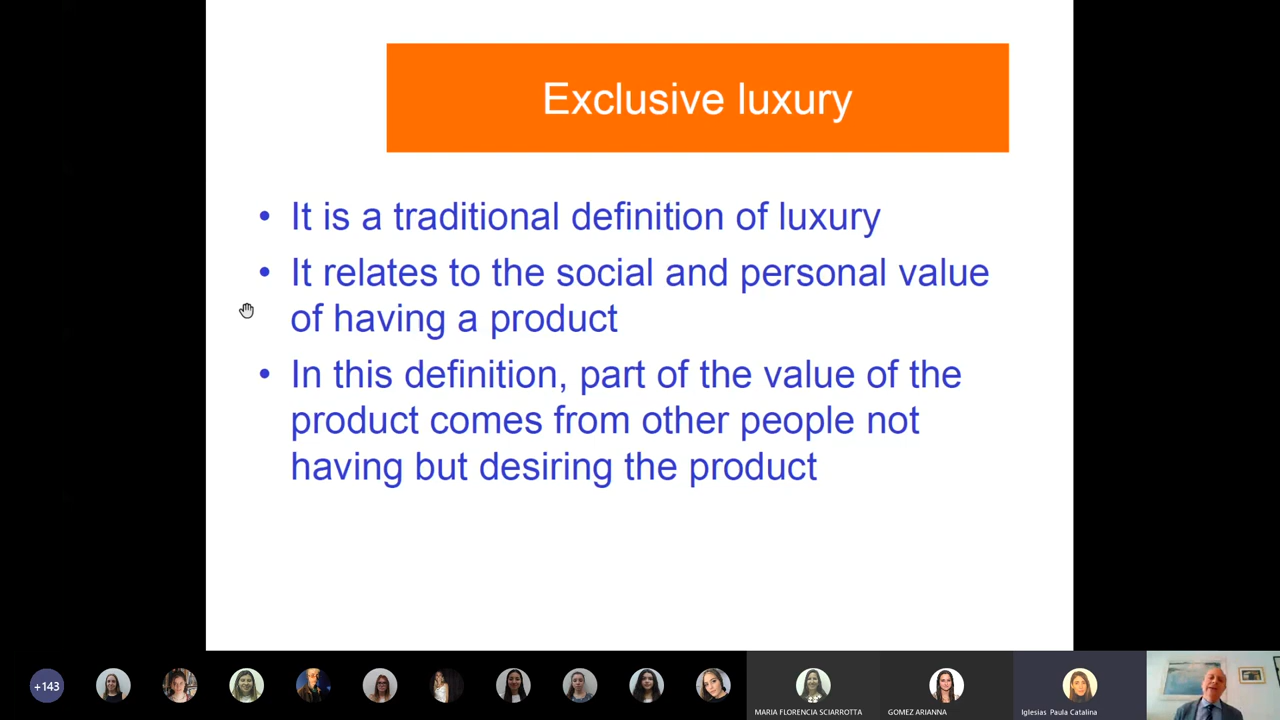 Exclusive luxury
• It is a traditional definition of luxury
• It relates to the social and personal value
of having a product
• In this definition, part of the value of the
product comes from other people not
having but desiring the product
+143
MARIA FLORENCIA SCIARROTTA
GOMEZ ARIANNA
Iglesias Paula Catalina